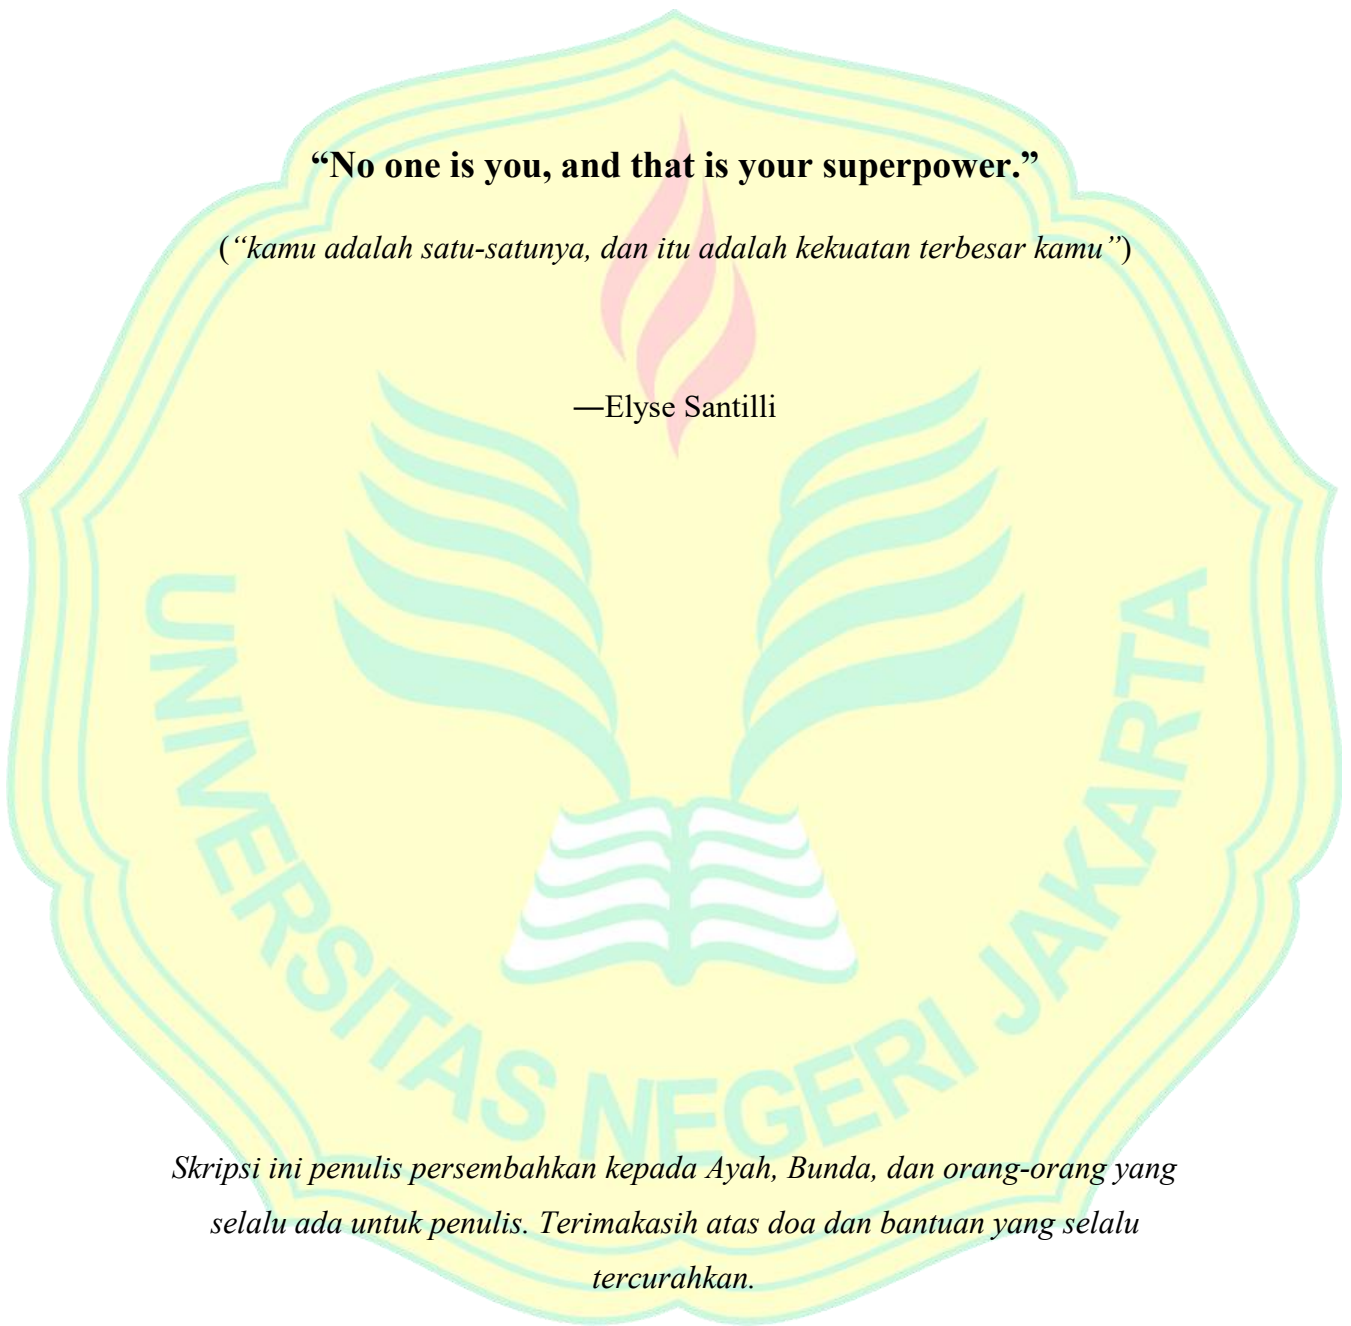 “No one is you, and that is your superpower.”
(“kamu adalah satu-satunya, dan itu adalah kekuatan terbesar kamu”)
―Elyse Santilli
UNIVERSITAS NEGERI JAKARTA
Skripsi ini penulis persembahkan kepada Ayah, Bunda, dan orang-orang yang
selalu ada untuk penulis. Terimakasih atas doa dan bantuan yang selalu
tercurahkan.